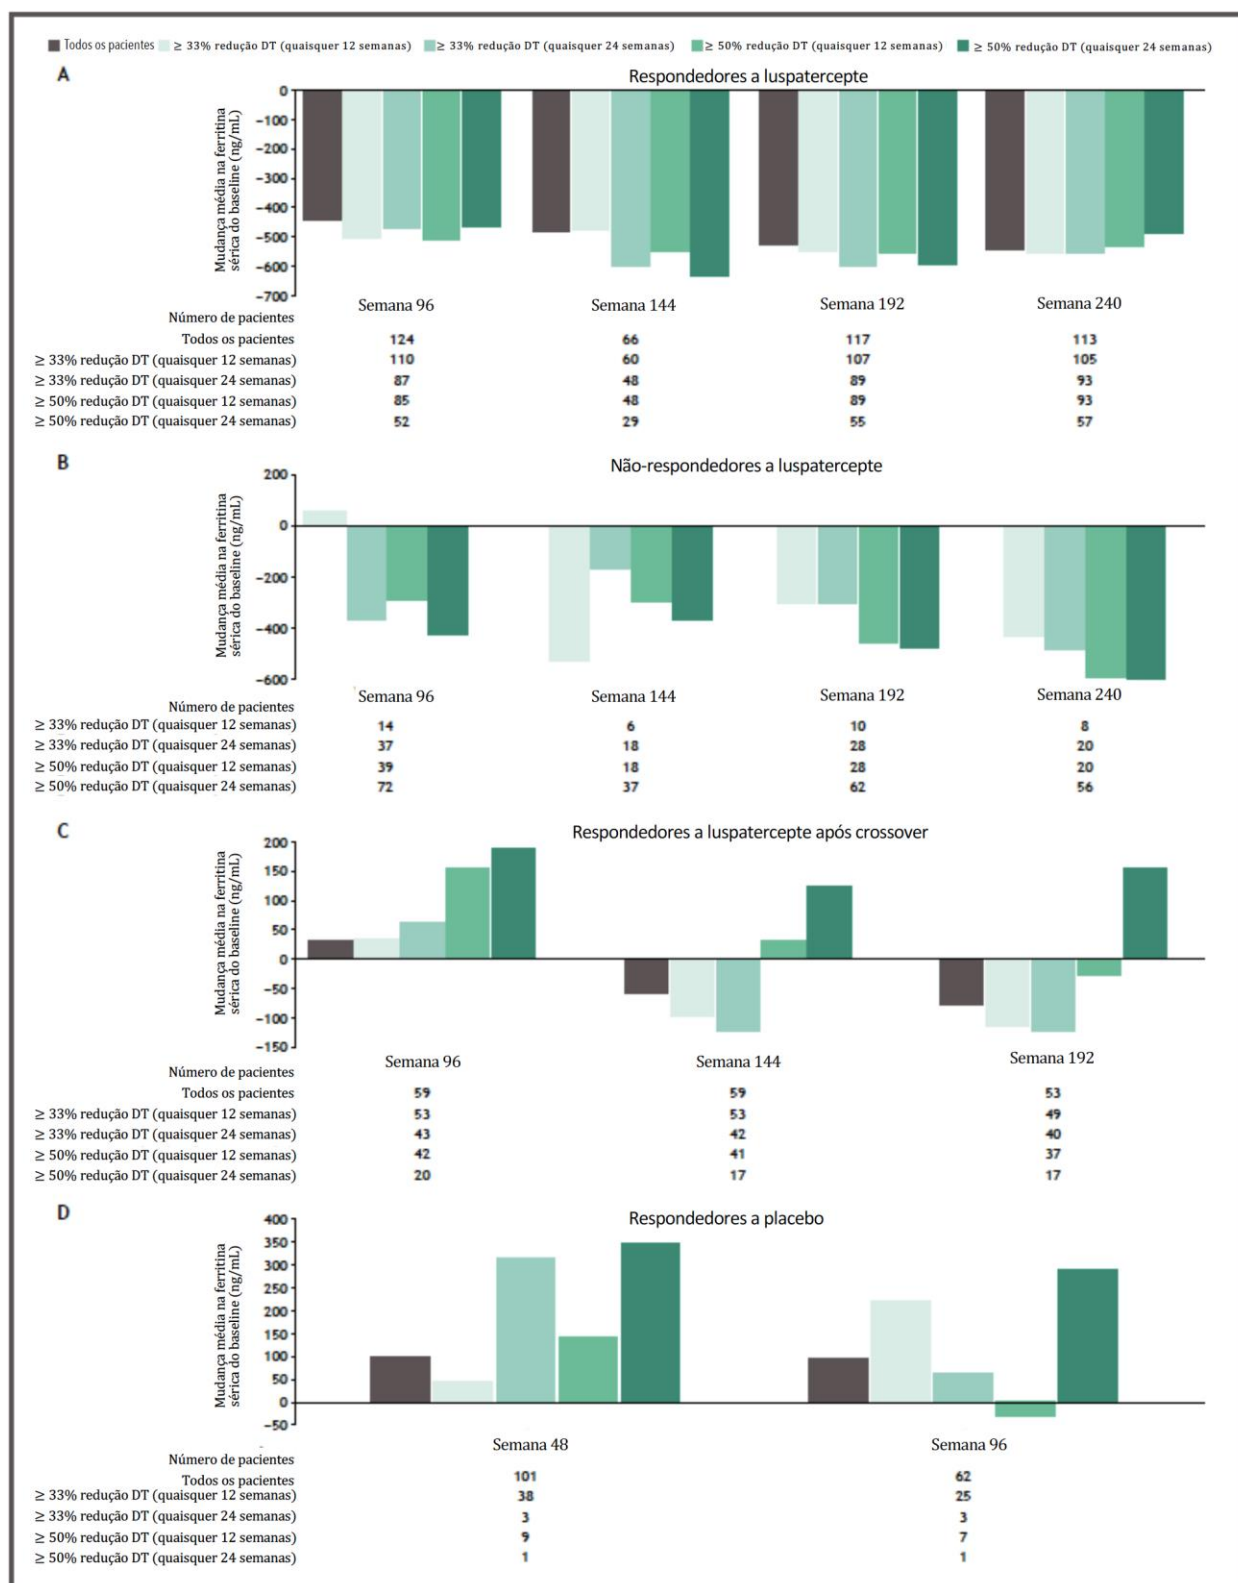 Todos os pacientes ≥ 33% redução DT (quaisquer 12 semanas) ≥ 33% redução DT (quaisquer 24 semanas) ≥ 50% redução DT (quaisquer 12 semanas) ≥ 50% redução DT (quaisquer 24 semanas)
A
Respondedores a luspatercepte
Mudança média na ferritina
sérica do baseline (ng/mL)
0
−100
−200
−300
−400
−500
−600
−700
Semana 96 Semana 144 Semana 192 Semana 240
Número de pacientes
Todos os pacientes 124 66 117 113
≥ 33% redução DT (quaisquer 12 semanas) 110 60 107 105
≥ 33% redução DT (quaisquer 24 semanas) 87 48 89 93
≥ 50% redução DT (quaisquer 12 semanas) 85 48 89 93
≥ 50% redução DT (quaisquer 24 semanas) 52 29 55 57
B
Não-respondedores a luspatercepte
Mudança média na ferritina
sérica do baseline (ng/mL)
200
0
−200
−400
−600
Semana 96 Semana 144 Semana 192 Semana 240
Número de pacientes
≥ 33% redução DT (quaisquer 12 semanas) 14 6 10 8
≥ 33% redução DT (quaisquer 24 semanas) 37 18 28 20
≥ 50% redução DT (quaisquer 12 semanas) 39 18 28 20
≥ 50% redução DT (quaisquer 24 semanas) 72 37 62 56
C
Respondedores a luspatercepte após crossover
Mudança média na ferritina
sérica do baseline (ng/mL)
200
150
100
50
0
−50
−100
−150
Semana 96 Semana 144 Semana 192
Número de pacientes
Todos os pacientes 59 59 53
≥ 33% redução DT (quaisquer 12 semanas) 53 53 49
≥ 33% redução DT (quaisquer 24 semanas) 43 42 40
≥ 50% redução DT (quaisquer 12 semanas) 42 41 37
≥ 50% redução DT (quaisquer 24 semanas) 20 17 17
D
Respondedores a placebo
Mudança média na ferritina
sérica do baseline (ng/mL)
400
350
300
250
200
150
100
50
0
−50
Semana 48 Semana 96
Número de pacientes
Todos os pacientes 101 62
≥ 33% redução DT (quaisquer 12 semanas) 38 25
≥ 33% redução DT (quaisquer 24 semanas) 3 3
≥ 50% redução DT (quaisquer 12 semanas) 9 7
≥ 50% redução DT (quaisquer 24 semanas) 1 1